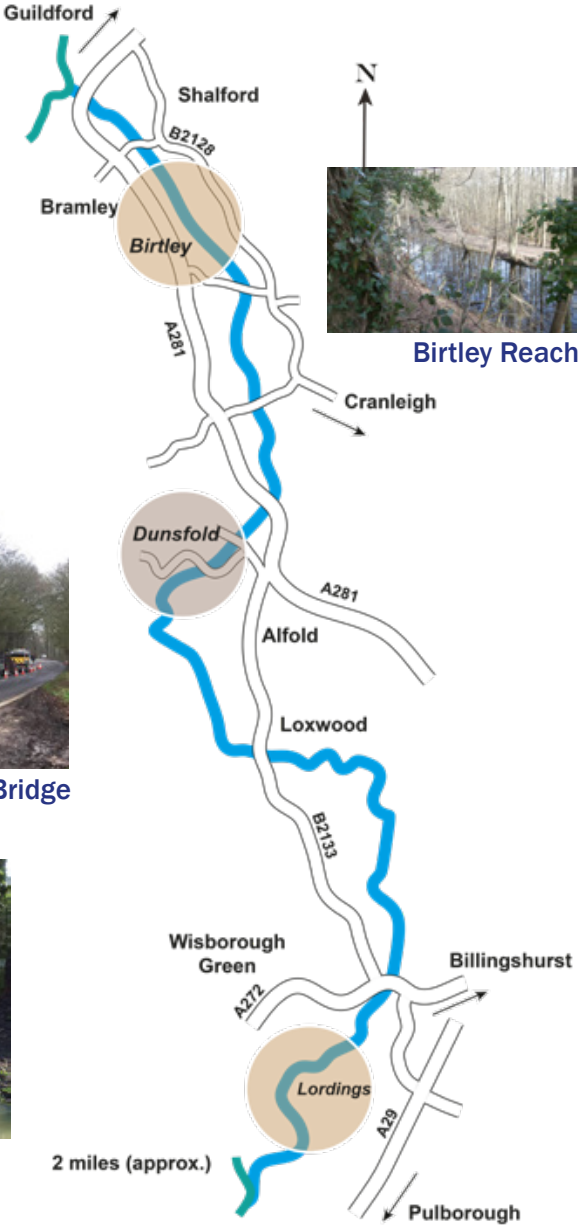 Guildford
N
Shalford
B2128
Bramley
Birtley
Birtley Reach
A281
Cranleigh
Dunsfold
A281
Alfold
Bridge
Loxwood
B2133
Wisborough
Green
Billingshurst
A272
Lordings
A29
2 miles (approx.)
Pulborough